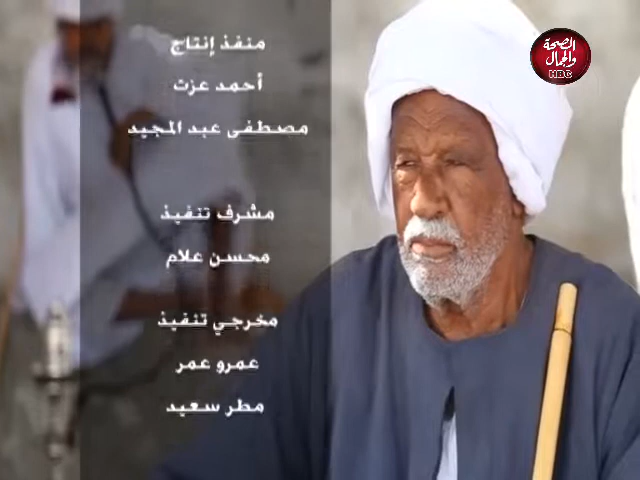 الصحة
والجمال
HBC
منفذ إنتاج
أحمد عزت
مصطفى عبد المجيد
مشرف تنفيذ
محسن علام
مخرجي تنفيذ
عمرو عمر
مطر سعيد